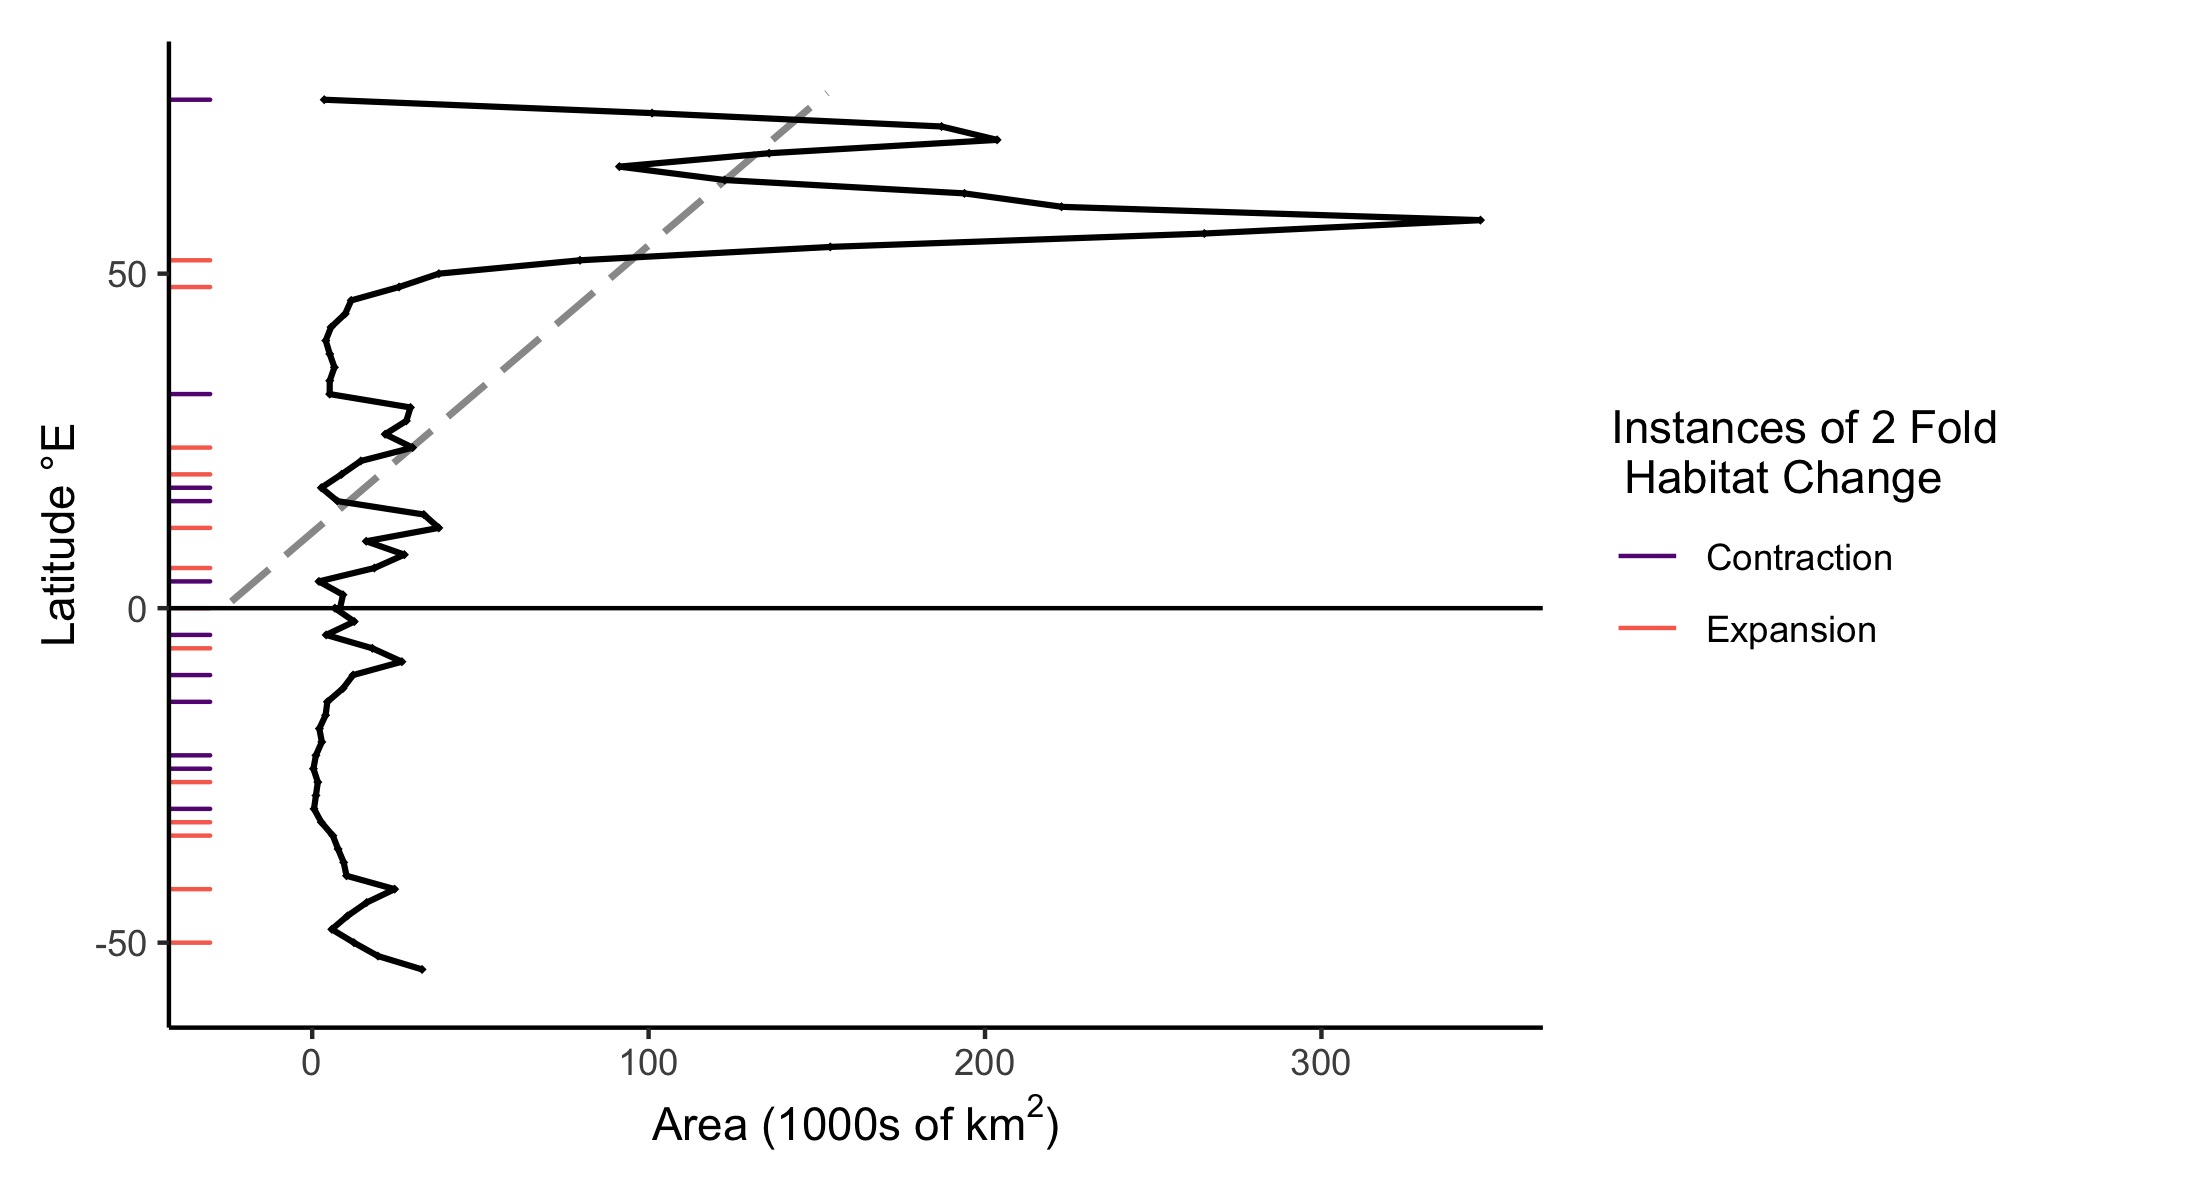 Latitude °E
50
0
-50
0
100
200
300
Area (1000s of km²)
Instances of 2 Fold
Habitat Change
Contraction
Expansion